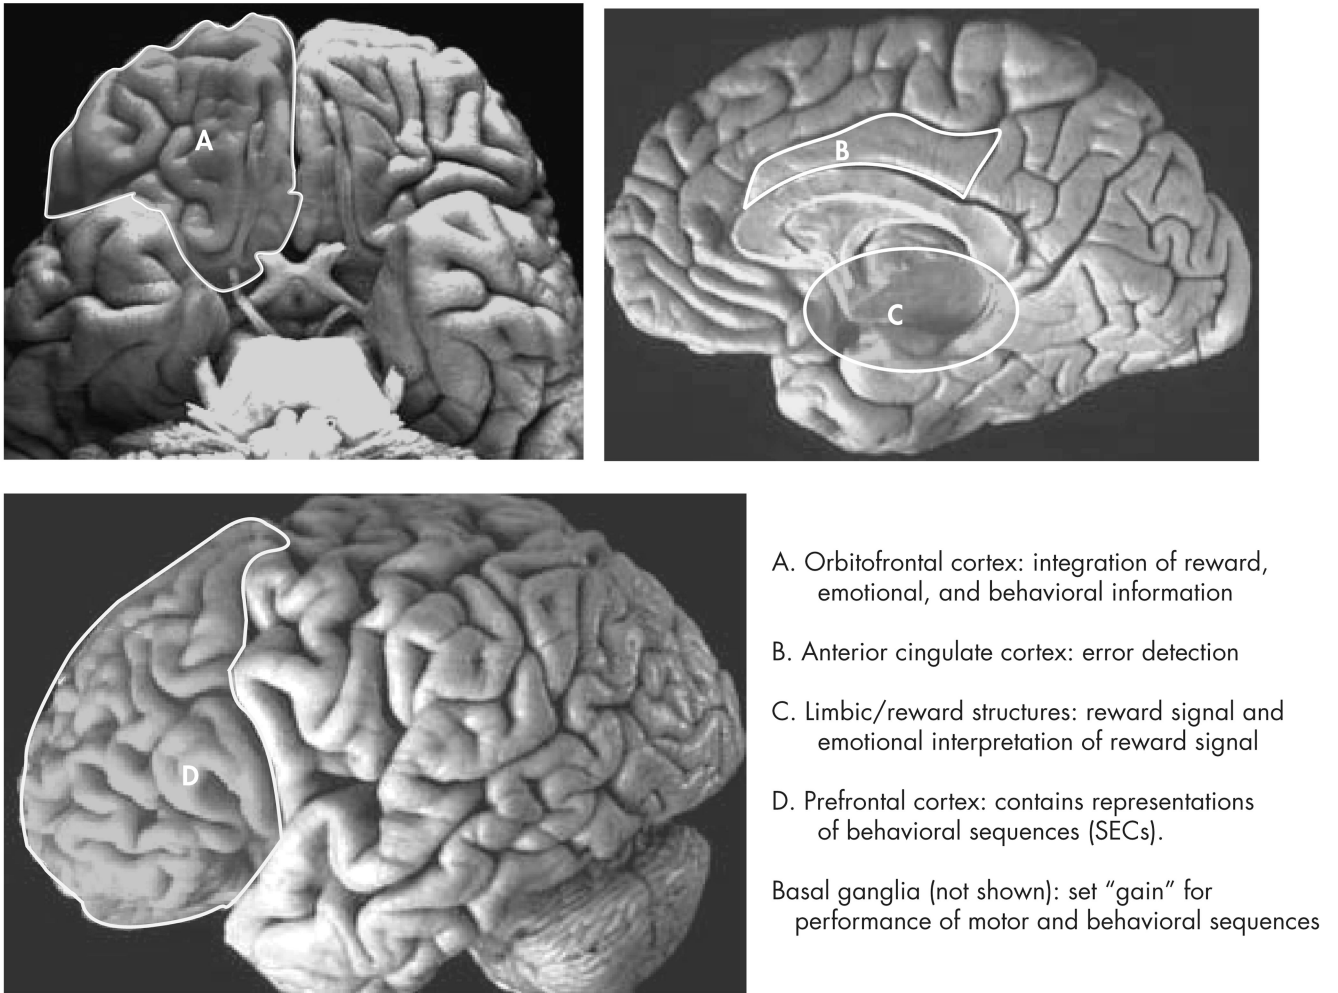 A
B
C
D
A. Orbitofrontal cortex: integration of reward,
emotional, and behavioral information
B. Anterior cingulate cortex: error detection
C. Limbic/reward structures: reward signal and
emotional interpretation of reward signal
D. Prefrontal cortex: contains representations
of behavioral sequences (SECs).
Basal ganglia (not shown): set “gain” for
performance of motor and behavioral sequences